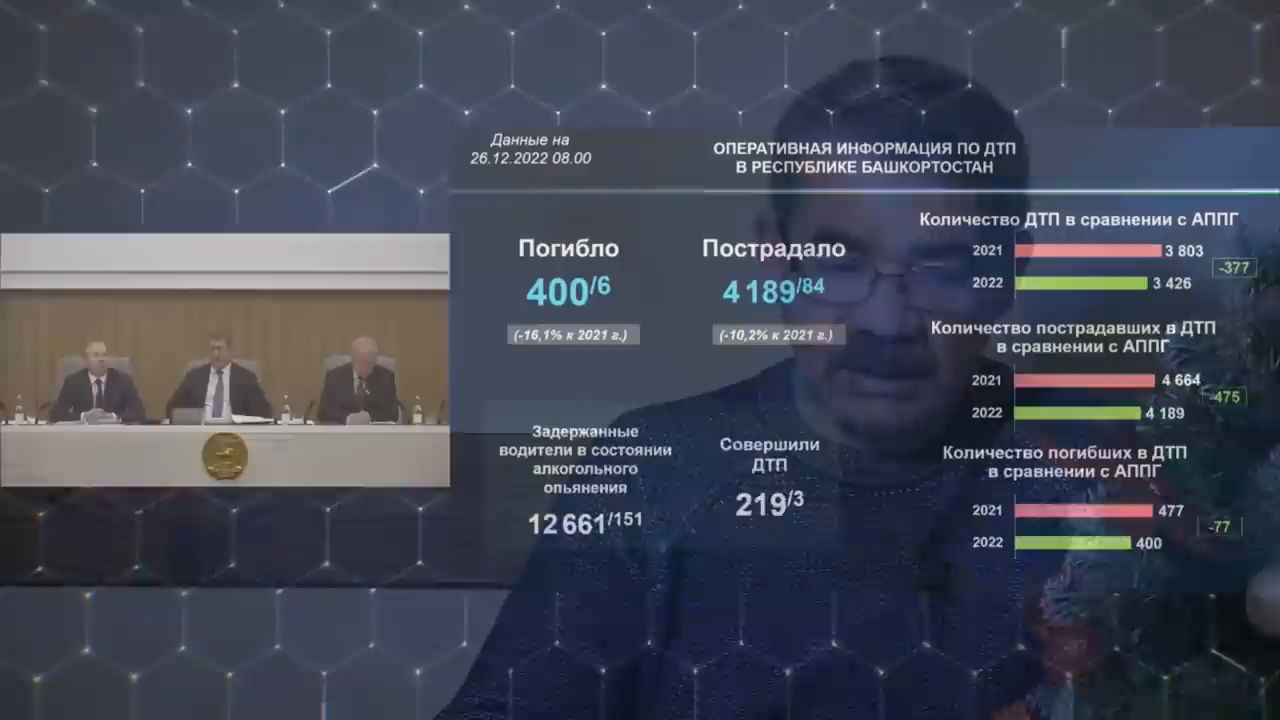 Данные на
26.12.2022 08.00
ОПЕРАТИВНАЯ ИНФОРМАЦИЯ ПО ДТП
В РЕСПУБЛИКЕ БАШКОРТОСТАН
Погибло
400/6
(-16,1% к 2021 г.)
Пострадало
4 189/84
(-10,2% к 2021 г.)
Задержанные
водители в состоянии
алкогольного
опьянения
12 661/151
Совершили
ДТП
219/3
Количество ДТП в сравнении с АППГ
2021 3 803
-377
2022 3 426
Количество пострадавших в ДТП
в сравнении с АППГ
2021 4 664
-475
2022 4 189
Количество погибших в ДТП
в сравнении с АППГ
2021 477
-77
2022 400